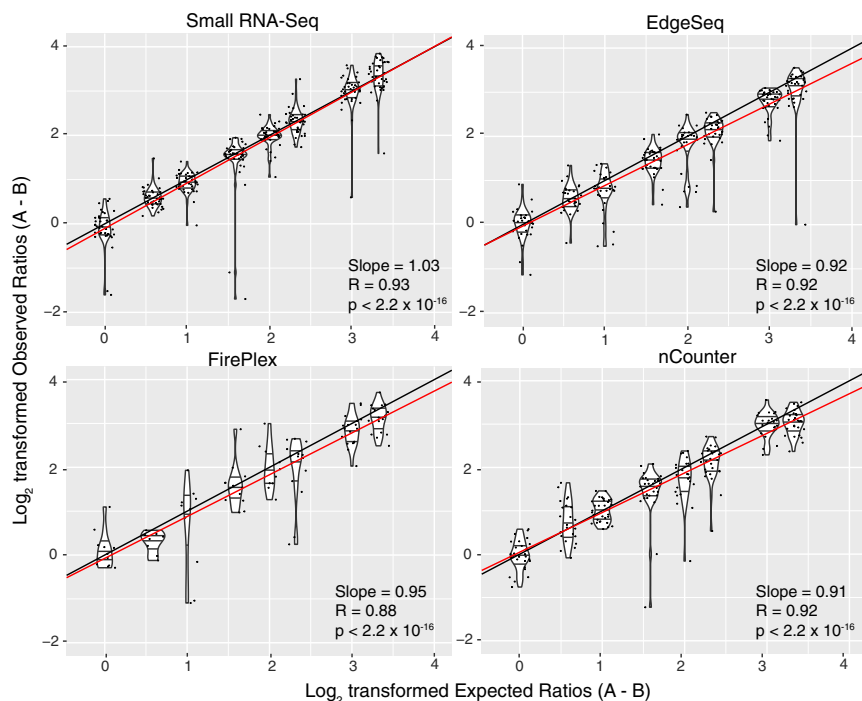 Small RNA-Seq
EdgeSeq
4
2
0
−2
Slope = 1.03
R = 0.93
p < 2.2 x 10⁻¹⁶
0 1 2 3 4
4
2
0
−2
Slope = 0.92
R = 0.92
p < 2.2 x 10⁻¹⁶
0 1 2 3 4
FirePlex
nCounter
4
2
0
−2
Slope = 0.95
R = 0.88
p < 2.2 x 10⁻¹⁶
0 1 2 3 4
4
2
0
−2
Slope = 0.91
R = 0.92
p < 2.2 x 10⁻¹⁶
0 1 2 3 4
Log₂ transformed Observed Ratios (A - B)
Log₂ transformed Expected Ratios (A - B)